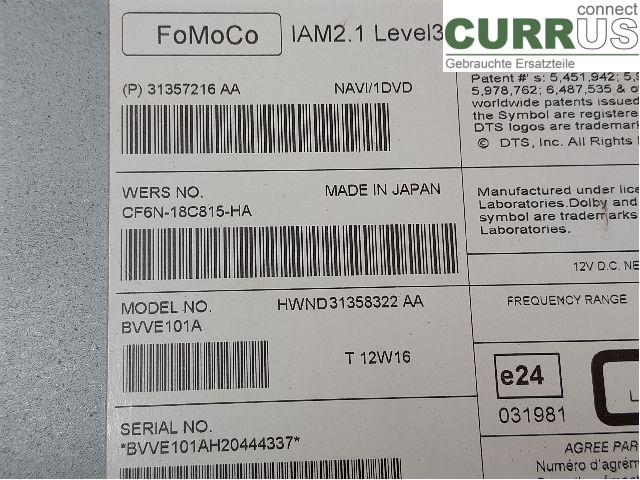 connect
CURRUS
Gebrauchte Ersatzteile
FoMoCo
IAM2.1 Level3
(P) 31357216 AA
NAVI/1DVD
Patent #' s: 5,451,942; 5,9
5,978,762; 6,487,535 & o
worldwide patents issued
the Symbol are registered
DTS logos are trademar
© DTS, Inc. All Rights
WERS NO.
MADE IN JAPAN
CF6N-18C815-HA
Manufactured under lice
Laboratories.Dolby and
symbol are trademarks
Laboratories.
12V D.C. NE
MODEL NO.
HWND31358322 AA
BVVE101A
T 12W16
FREQUENCY RANGE
e24
031981
SERIAL NO.
*BVVE101AH20444337*
AGREE PAR
Numéro d'agrém